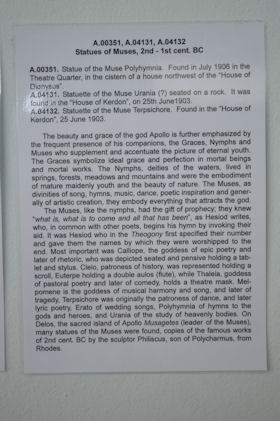 A.00351, A.04131, A.04132
Statues of Muses, 2nd - 1st cent. BC
A.00351. Statue of the Muse Polyhymnia. Found in July 1906 in the
Theatre Quarter, in the cistern of a house northwest of the "House of
Dionysus".
A.04131. Statuette of the Muse Urania (?) seated on a rock. It was
found in the "House of Kerdon", on 25th June1903.
A.04132. Statue of the Muse Terpsichore. Found in the "House of
Kerdon", 25 June 1903.
The beauty and grace of the god Apollo is further emphasized by
the frequent presence of his companions, the Graces, Nymphs and
Muses who supplement and accentuate the picture of eternal youth.
The Graces symbolize ideal grace and perfection in mortal beings
and mortal works. The Nymphs, deities of the waters, lived in
springs, forests, meadows and mountains and were the embodiment
of mature maidenly youth and the beauty of nature. The Muses, as
divinities of song, hymns, music, dance, poetic inspiration and gener-
ally of artistic creation, they embody everything that attracts the god.
The Muses, like the nymphs, had the gift of prophecy; they knew
"what is, what is to come and all that has been", as Hesiod writes,
who, in common with other poets, begins his hymn by invoking their
aid. It was Hesiod who in the Theogony first specified their number
and gave them the names by which they were worshipped to the
end. Most important was Calliope, the goddess of epic poetry and
later of rhetoric, who was depicted seated and pensive holding a tab-
let and stylus. Cleio, patroness of history, was represented holding a
scroll, Euterpe holding a double aulos (flute), while Thaleia, goddess
of pastoral poetry and later of comedy, holds a theatre mask. Mel-
pomene is the goddess of musical harmony and song, and later of
tragedy, Terpsichore was originally the patroness of dance, and later
lyric poetry, Erato of wedding songs, Polyhymnia of hymns to the
gods and heroes, and Urania of the study of heavenly bodies. On
Delos, the sacred island of Apollo Musagetes (leader of the Muses),
many statues of the Muses were found, copies of the famous works
of 2nd cent. BC by the sculptor Philiscus, son of Polycharmus, from
Rhodes.